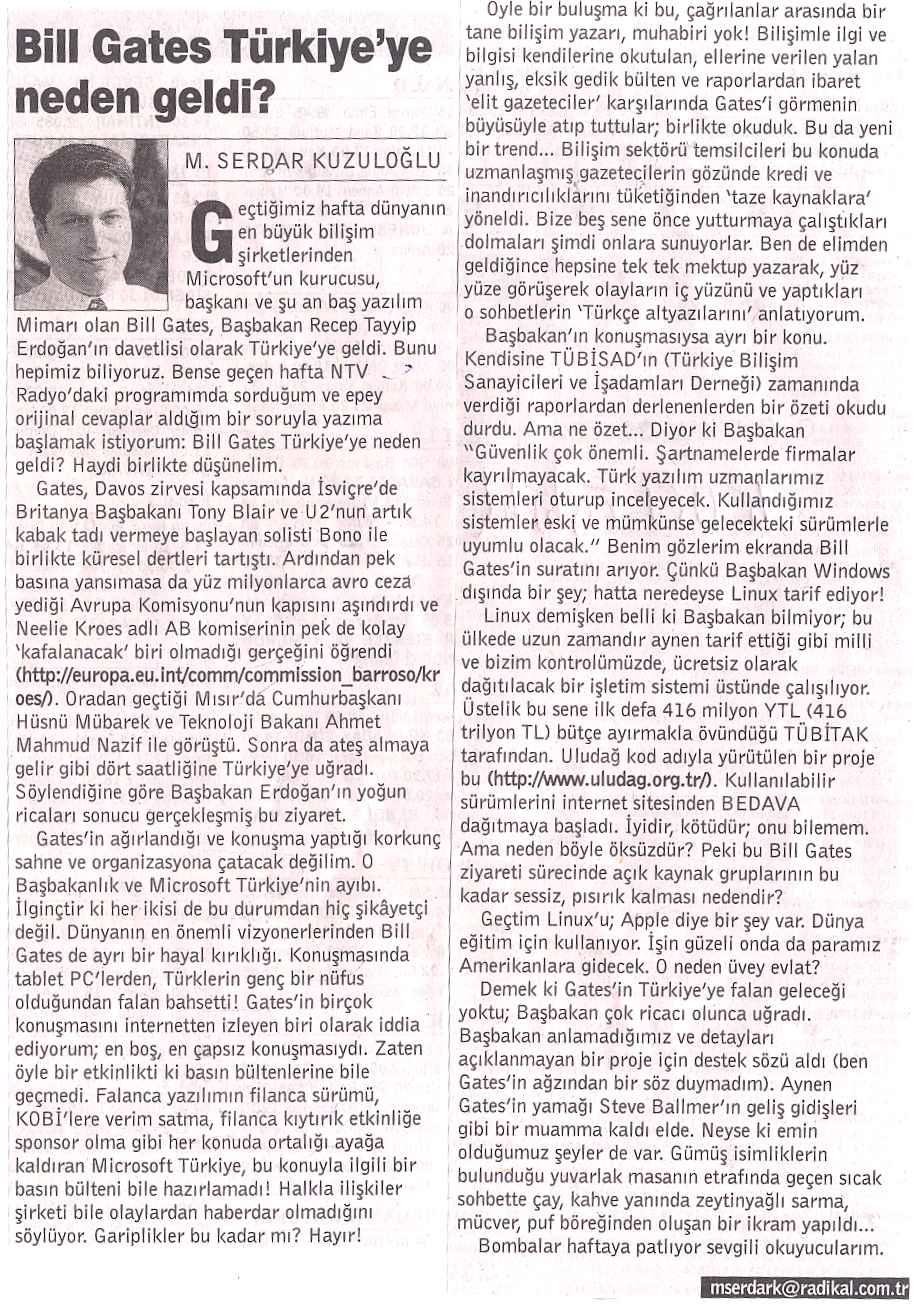 Bill Gates Türkiye'ye
neden geldi?
M. SERDAR KUZULOĞLU
Geçtiğimiz hafta dünyanın
en büyük bilişim
şirketlerinden
Microsoft'un kurucusu,
başkanı ve şu an baş yazılım
Mimarı olan Bill Gates, Başbakan Recep Tayyip
Erdoğan'ın davetlisi olarak Türkiye'ye geldi. Bunu
hepimiz biliyoruz. Bense geçen hafta NTV
Radyo'daki programımda sorduğum ve epey
orijinal cevaplar aldığım bir soruyla yazıma
başlamak istiyorum: Bill Gates Türkiye'ye neden
geldi? Haydi birlikte düşünelim.
Gates, Davos zirvesi kapsamında İsviçre'de
Britanya Başbakanı Tony Blair ve U2'nun artık
kabak tadı vermeye başlayan solisti Bono ile
birlikte küresel dertleri tartıştı. Ardından pek
basına yansımasa da yüz milyonlarca avro ceza
yediği Avrupa Komisyonu'nun kapısını aşındırdı ve
Neelie Kroes adlı AB komiserinin pek de kolay
'kafalanacak' biri olmadığı gerçeğini öğrendi
(http://europa.eu.int/comm/commission_barroso/kr
oes/). Oradan geçtiği Mısır'da Cumhurbaşkanı
Hüsnü Mübarek ve Teknoloji Bakanı Ahmet
Mahmud Nazif ile görüştü. Sonra da ateş almaya
gelir gibi dört saatliğine Türkiye'ye uğradı.
Söylendiğine göre Başbakan Erdoğan'ın yoğun
ricaları sonucu gerçekleşmiş bu ziyaret.
Gates'in ağırlandığı ve konuşma yaptığı korkunç
sahne ve organizasyona çatacak değilim. O
Başbakanlık ve Microsoft Türkiye'nin ayıbı.
İlginçtir ki her ikisi de bu durumdan hiç şikâyetçi
değil. Dünyanın en önemli vizyonerlerinden Bill
Gates de ayrı bir hayal kırıklığı. Konuşmasında
tablet PC'lerden, Türklerin genç bir nüfus
olduğundan falan bahsetti! Gates'in birçok
konuşmasını internetten izleyen biri olarak iddia
ediyorum; en boş, en çapsız konuşmasıydı. Zaten
öyle bir etkinlikti ki basın bültenlerine bile
geçmedi. Falanca yazılımın filanca sürümü,
KOBİ'lere verim satma, filanca kıytırık etkinliğe
sponsor olma gibi her konuda ortalığı ayağa
kaldıran Microsoft Türkiye, bu konuyla ilgili bir
basın bülteni bile hazırlamadı! Halkla ilişkiler
şirketi bile olaylardan haberdar olmadığını
söylüyor. Gariplikler bu kadar mı? Hayır!
Öyle bir buluşma ki bu, çağrılanlar arasında bir
tane bilişim yazarı, muhabiri yok! Bilişimle ilgi ve
bilgisi kendilerine okutulan, ellerine verilen yalan
yanlış, eksik gedik bülten ve raporlardan ibaret
'elit gazeteciler' karşılarında Gates'i görmenin
büyüsüyle atıp tuttular; birlikte okuduk. Bu da yeni
bir trend... Bilişim sektörü temsilcileri bu konuda
uzmanlaşmış gazetecilerin gözünde kredi ve
inandırıcılıklarını tüketiğinden 'taze kaynaklara'
yöneldi. Bize beş sene önce yutturmaya çalıştıkları
dolmaları şimdi onlara sunuyorlar. Ben de elimden
geldiğince hepsine tek tek mektup yazarak, yüz
yüze görüşerek olayların iç yüzünü ve yaptıkları
o sohbetlerin 'Türkçe altyazılarını' anlatıyorum.
Başbakan'ın konuşmasıysa ayrı bir konu.
Kendisine TÜBİSAD'ın (Türkiye Bilişim
Sanayicileri ve İşadamları Derneği) zamanında
verdiği raporlardan derlenenlerden bir özeti okudu
durdu. Ama ne özet... Diyor ki Başbakan
"Güvenlik çok önemli. Şartnamelerde firmalar
kayrılmayacak. Türk yazılım uzmanlarımız
sistemleri oturup inceleyecek. Kullandığımız
sistemler eski ve mümkünse gelecekteki sürümlerle
uyumlu olacak." Benim gözlerim ekranda Bill
Gates'in suratını arıyor. Çünkü Başbakan Windows
dışında bir şey; hatta neredeyse Linux tarif ediyor!
Linux demişken belli ki Başbakan bilmiyor; bu
ülkede uzun zamandır aynen tarif ettiği gibi milli
ve bizim kontrolümüzde, ücretsiz olarak
dağıtılacak bir işletim sistemi üstünde çalışılıyor.
Üstelik bu sene ilk defa 416 milyon YTL (416
trilyon TL) bütçe ayırmakla övündüğü TÜBİTAK
tarafından. Uludağ kod adıyla yürütülen bir proje
bu (http://www.uludag.org.tr/). Kullanılabilir
sürümlerini internet sitesinden BEDAVA
dağıtmaya başladı. İyidir, kötüdür; onu bilemem.
Ama neden böyle öksüzdür? Peki bu Bill Gates
ziyareti sürecinde açık kaynak gruplarının bu
kadar sessiz, pısırık kalması nedendir?
Geçtim Linux'u; Apple diye bir şey var. Dünya
eğitim için kullanıyor. İşin güzeli onda da paramız
Amerikanlara gidecek. O neden üvey evlat?
Demek ki Gates'in Türkiye'ye falan geleceği
yoktu; Başbakan çok ricacı olunca uğradı.
Başbakan anlamadığımız ve detayları
açıklanmayan bir proje için destek sözü aldı (ben
Gates'in ağzından bir söz duymadım). Aynen
Gates'in yamağı Steve Ballmer'ın geliş gidişleri
gibi bir muamma kaldı elde. Neyse ki emin
olduğumuz şeyler de var. Gümüş isimliklerin
bulunduğu yuvarlak masanın etrafında geçen sıcak
sohbette çay, kahve yanında zeytinyağlı sarma,
mücver, puf böreğinden oluşan bir ikram yapıldı...
Bombalar haftaya patlıyor sevgili okuyucularım.
mserdark@radikal.com.tr